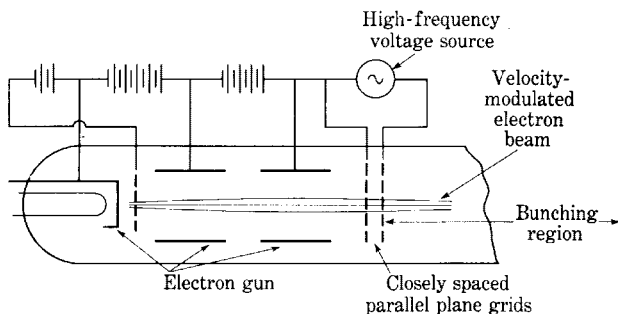 High-frequency
voltage source
Velocity-
modulated
electron
beam
Bunching
region
Electron gun
Closely spaced
parallel plane grids